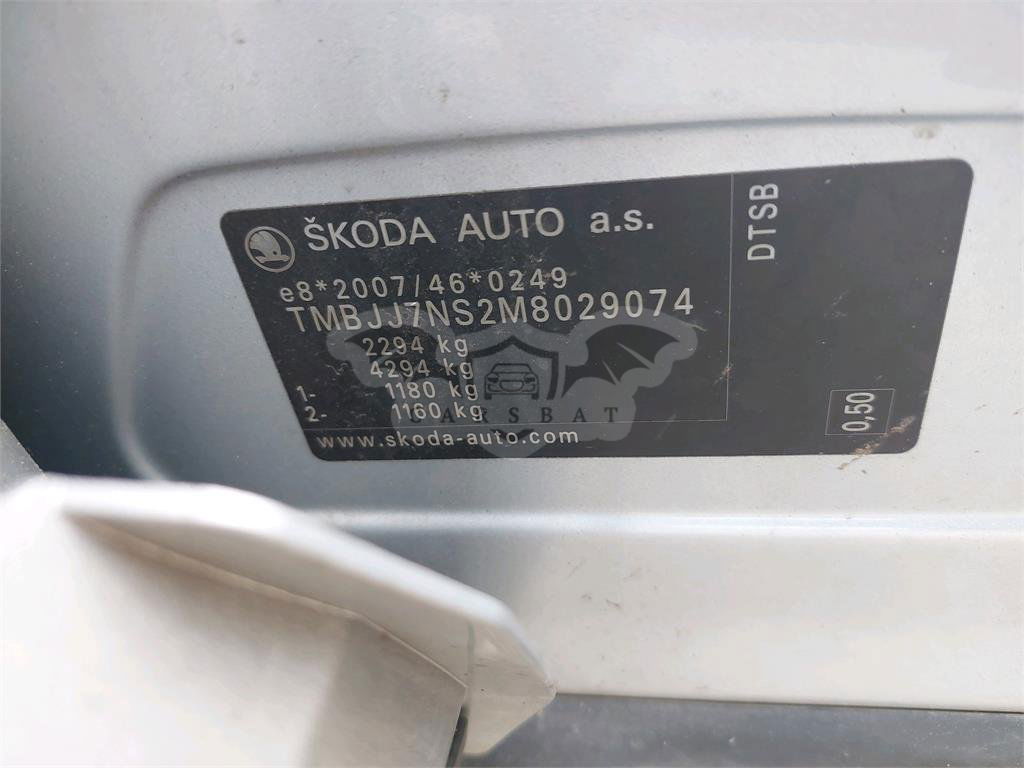 ŠKODA AUTO a.s.
e8*2007/46*0249
TMBJJ7NS2M8029074
2294 kg
4294 kg
1- 1180 kg
2- 1160 kg
www.skoda-auto.com
DTSB
0,50
CARSBAT